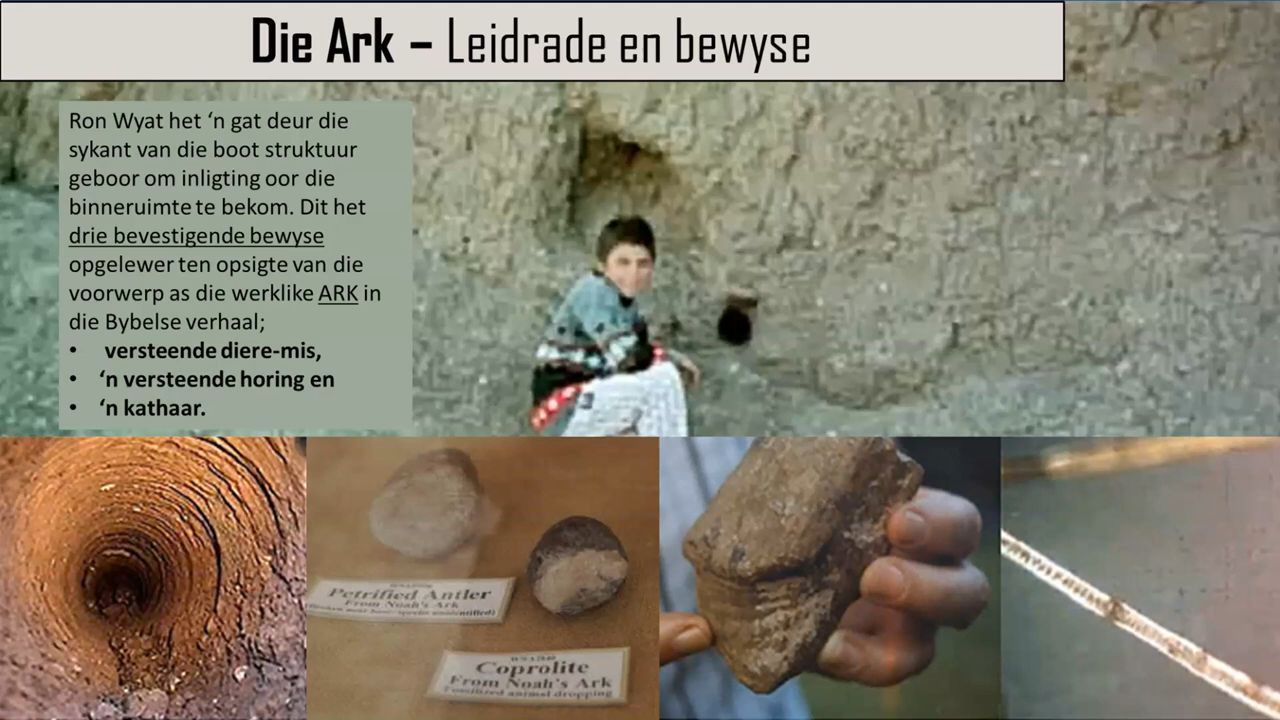 Die Ark – Leidrade en bewyse
Ron Wyat het ‘n gat deur die
sykant van die boot struktuur
geboor om inligting oor die
binneruimte te bekom. Dit het
drie bevestigende bewyse
opgelewer ten opsigte van die
voorwerp as die werklike ARK in
die Bybelse verhaal;
• versteende diere-mis,
• ‘n versteende horing en
• ‘n kathaar.
Petrified Antler
From Noah's Ark
Coprolite
From Noah's Ark
Fossilized animal dropping